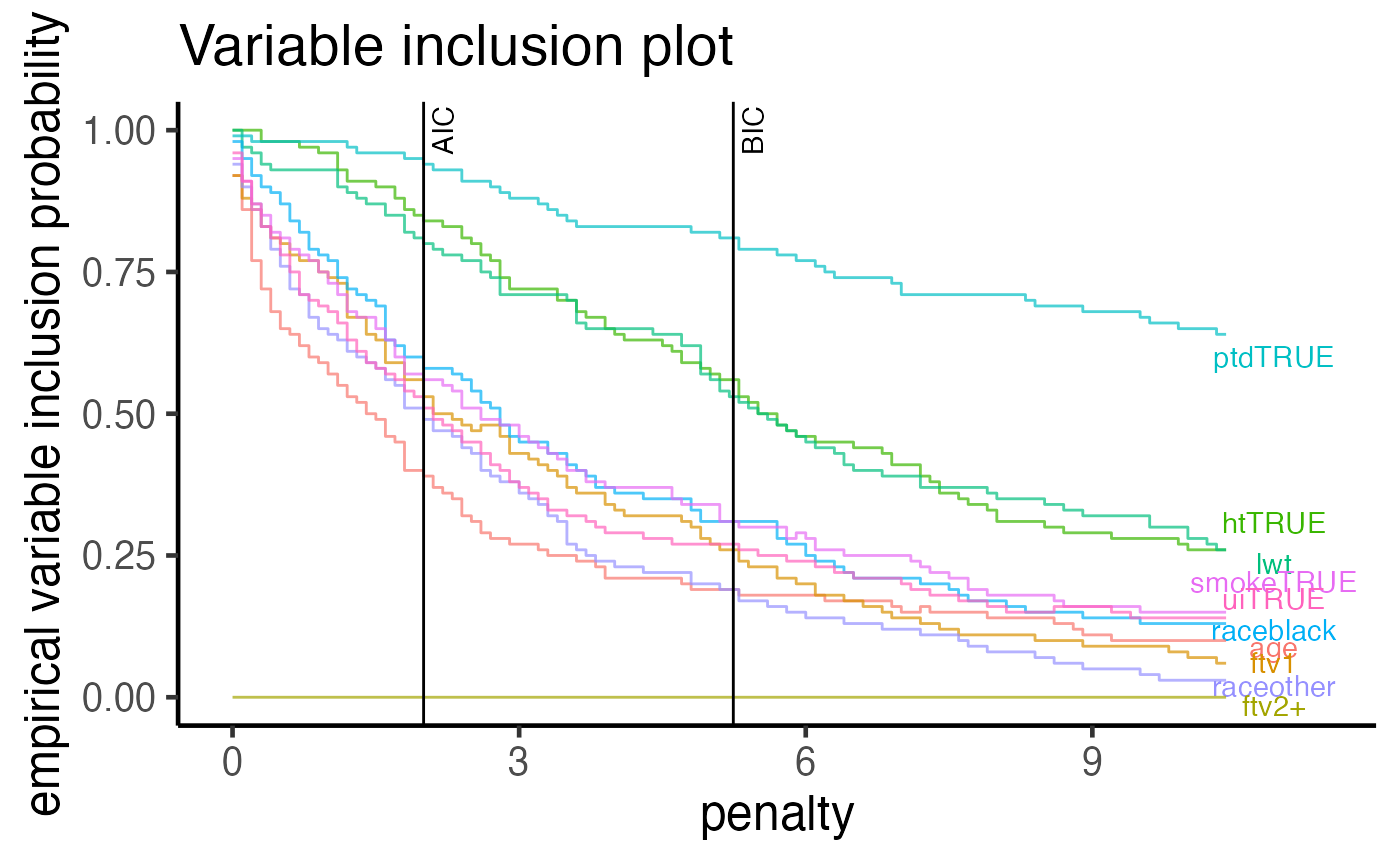 Variable inclusion plot
empirical variable inclusion probability
1.00
0.75
0.50
0.25
0.00
AIC
BIC
ptdTRUE
htTRUE
lwt
smokeTRUE
uiTRUE
raceblack
age
ftv1
raceother
ftv2+
0
3
6
9
penalty